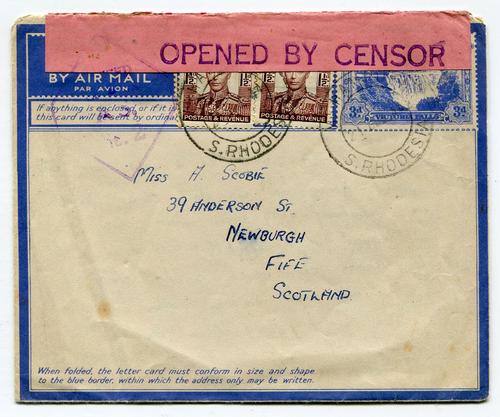 OPENED BY CENSOR
BY AIR MAIL
PAR AVION
If anything is enclosed or if it is
this card will be sent by ordinar
POSTAGE & REVENUE
POSTAGE & REVENUE
3d 3d
VICTORIA FALLS
S. RHODES
S. RHODESI
Miss A. Scobie
39 Anderson St.
Newburgh
Fife
Scotland.
When folded, the letter card must conform in size and shape
to the blue border, within which the address only may be written.